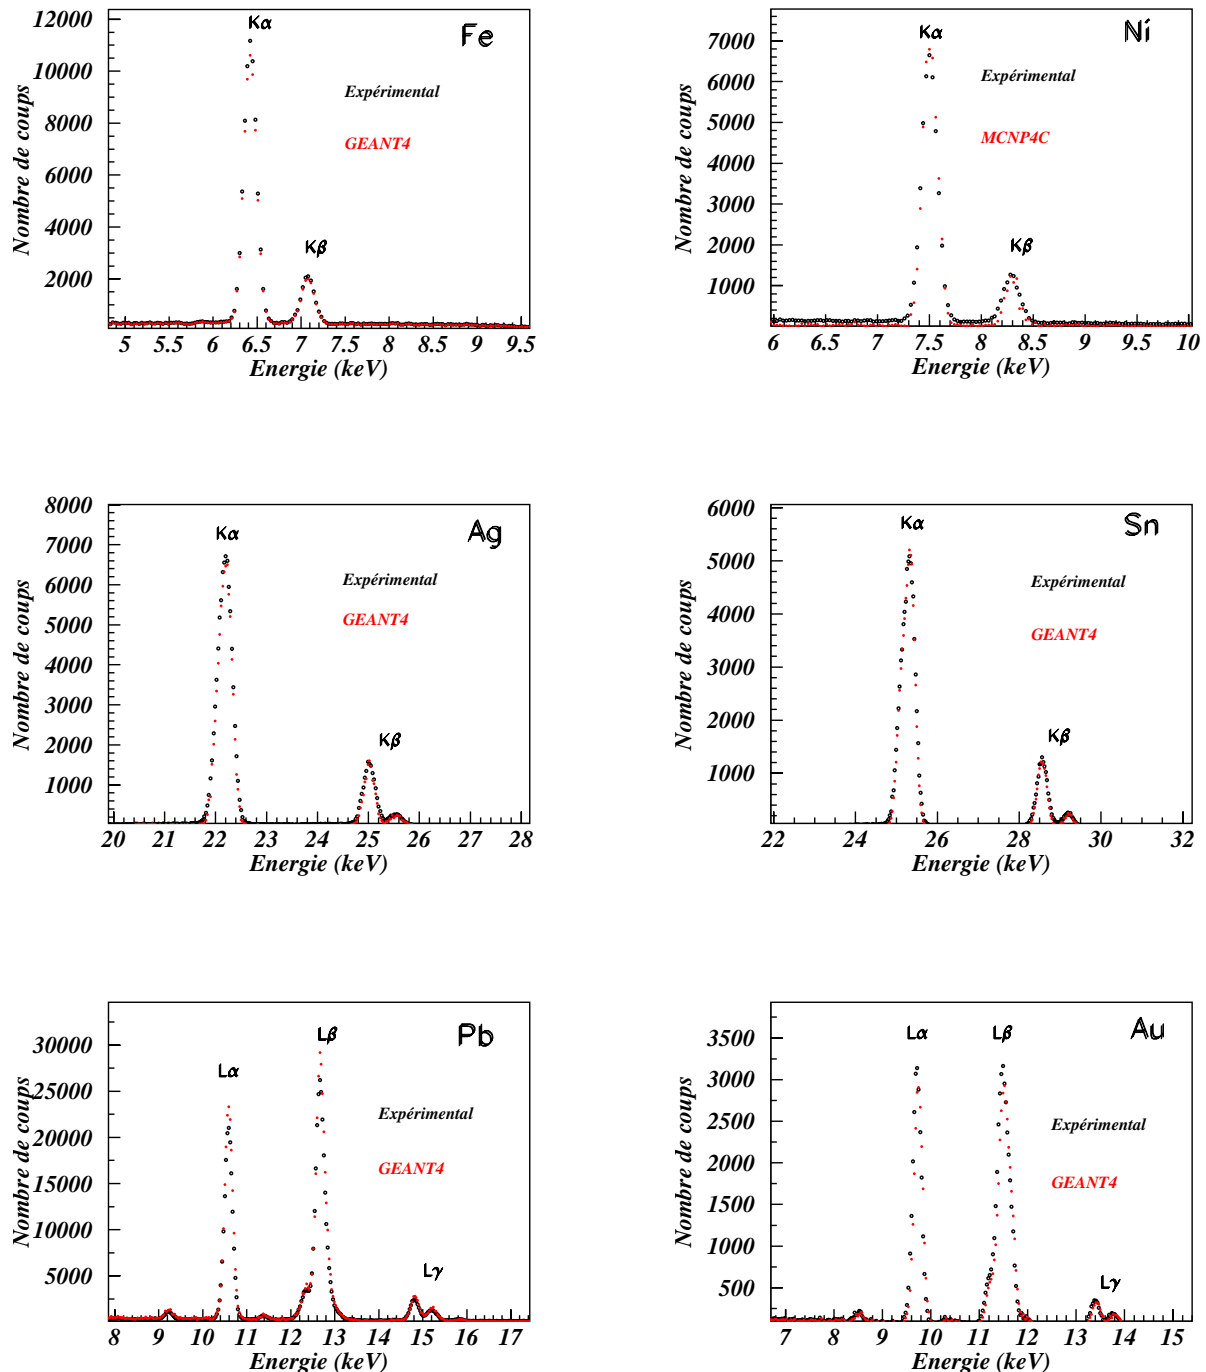 Fe
Kα
Kβ
Expérimental
GEANT4
Nombre de coups
12000
10000
8000
6000
4000
2000
5 5.5 6 6.5 7 7.5 8 8.5 9 9.5
Energie (keV)
Ni
Kα
Kβ
Expérimental
MCNP4C
Nombre de coups
7000
6000
5000
4000
3000
2000
1000
6 6.5 7 7.5 8 8.5 9 9.5 10
Energie (keV)
Ag
Kα
Kβ
Expérimental
GEANT4
Nombre de coups
8000
7000
6000
5000
4000
3000
2000
1000
20 21 22 23 24 25 26 27 28
Energie (keV)
Sn
Kα
Kβ
Expérimental
GEANT4
Nombre de coups
6000
5000
4000
3000
2000
1000
22 24 26 28 30 32
Energie (keV)
Pb
Lα
Lβ
Lγ
Expérimental
GEANT4
Nombre de coups
30000
25000
20000
15000
10000
5000
8 9 10 11 12 13 14 15 16 17
Energie (keV)
Au
Lα
Lβ
Lγ
Expérimental
GEANT4
Nombre de coups
3500
3000
2500
2000
1500
1000
500
7 8 9 10 11 12 13 14 15
Energie (keV)